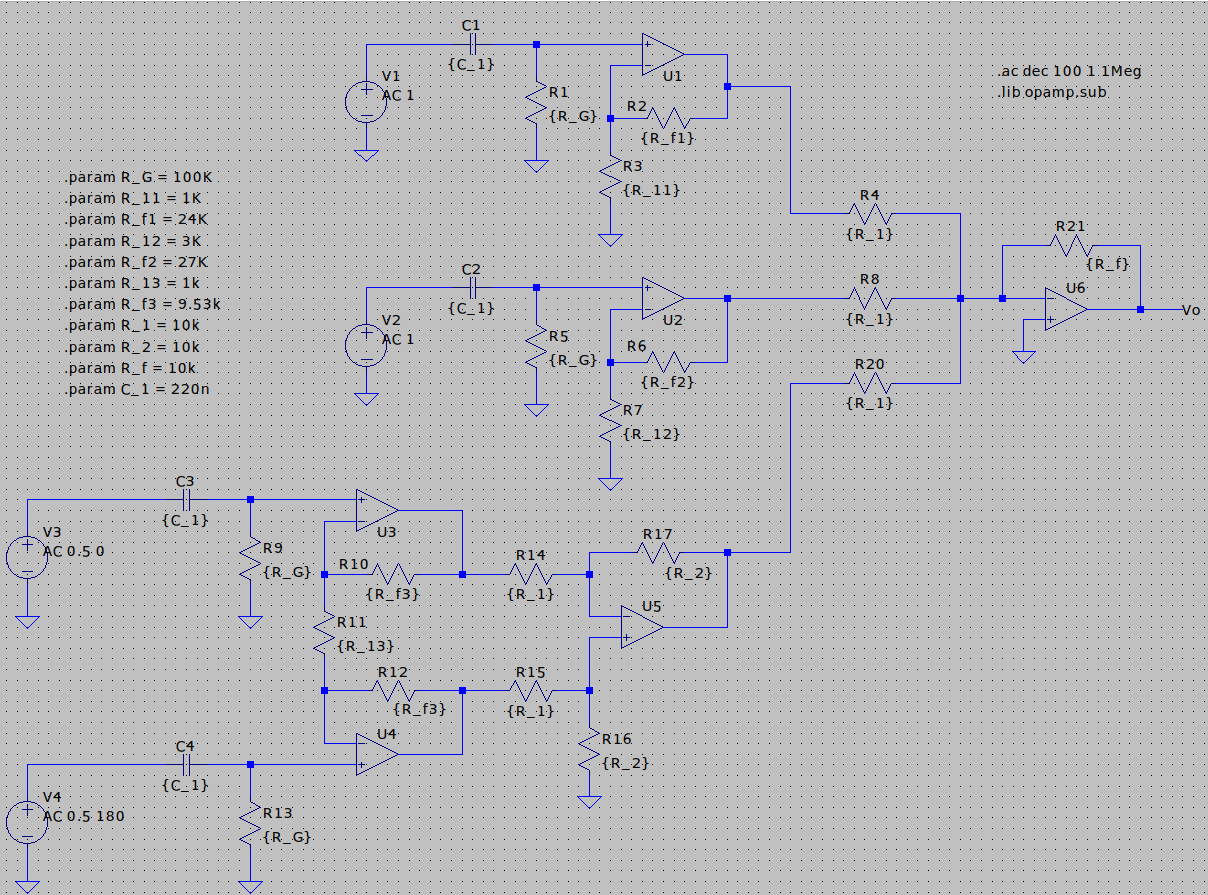 C1
{C_1}
V1
AC 1
R1
{R_G}
U1
R2
{R_f1}
R3
{R_11}
.ac dec 100 1 1Meg
.lib opamp.sub
.param R_G = 100K
.param R_11 = 1K
.param R_f1 = 24K
.param R_12 = 3K
.param R_f2 = 27K
.param R_13 = 1k
.param R_f3 = 9.53k
.param R_1 = 10k
.param R_2 = 10k
.param R_f = 10k
.param C_1 = 220n
C2
{C_1}
V2
AC 1
R5
{R_G}
U2
R6
{R_f2}
R7
{R_12}
R4
{R_1}
R8
{R_1}
R20
{R_1}
R21
{R_f}
U6
Vo
C3
{C_1}
V3
AC 0.5 0
R9
{R_G}
U3
R10
{R_f3}
R11
{R_13}
R12
{R_f3}
U4
R14
{R_1}
R15
{R_1}
R17
{R_2}
U5
R16
{R_2}
C4
{C_1}
V4
AC 0.5 180
R13
{R_G}